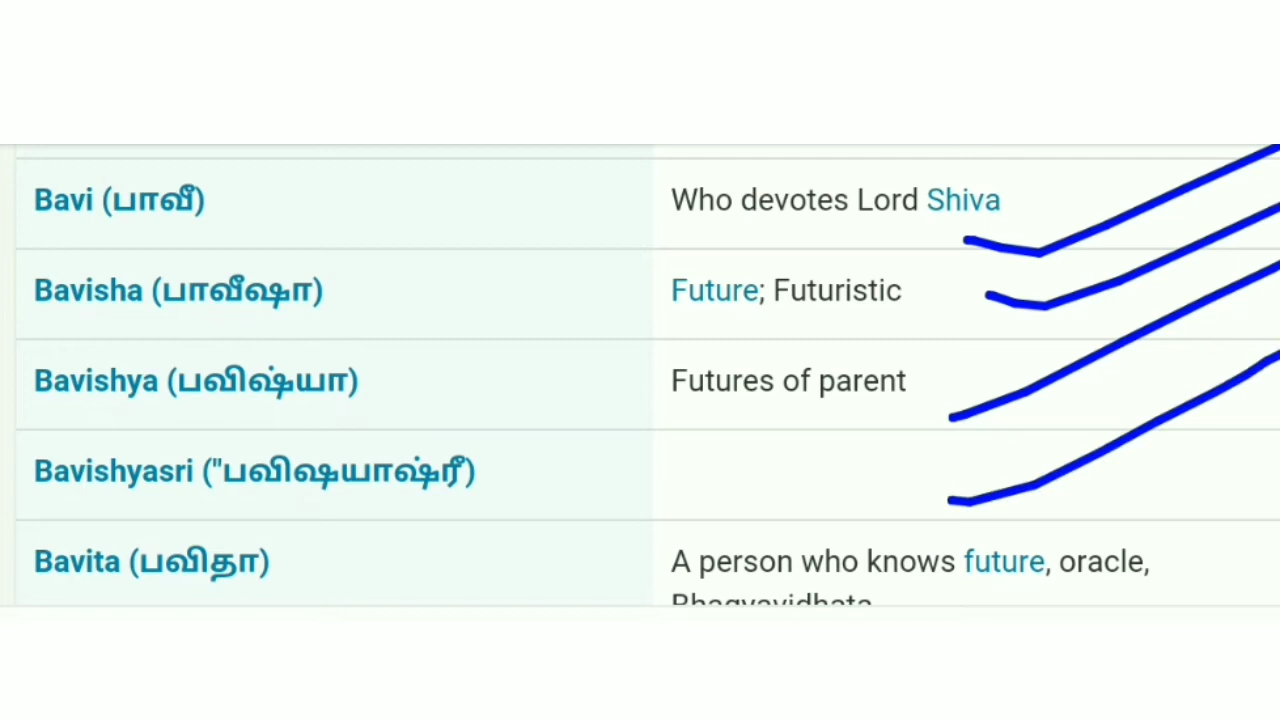 Bavi (பாவீ)
Who devotes Lord Shiva
Bavisha (பாவீஷா)
Future; Futuristic
Bavishya (பவிஷ்யா)
Futures of parent
Bavishyasri ("பவிஷயாஷ்ரீ)
Bavita (பவிதா)
A person who knows future, oracle,
Bhagyavidhata